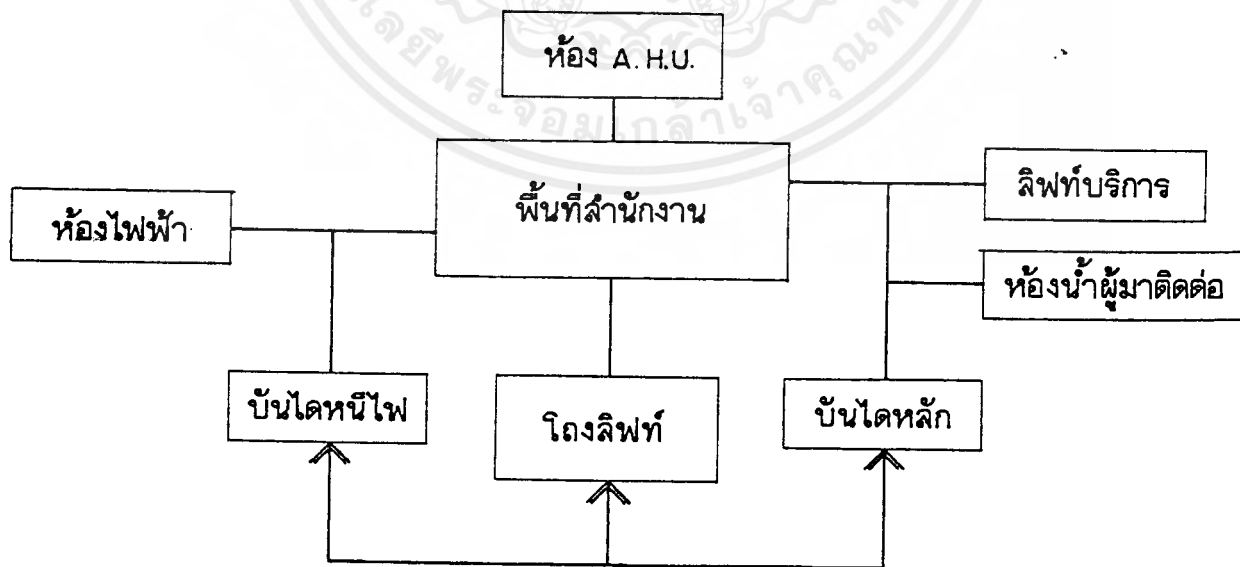 ห้อง A.H.U.
พื้นที่สำนักงาน
ลิฟท์บริการ
ห้องไฟฟ้า
ห้องน้ำผู้มาติดต่อ
บันไดหนีไฟ
โถงลิฟท์
บันไดหลัก